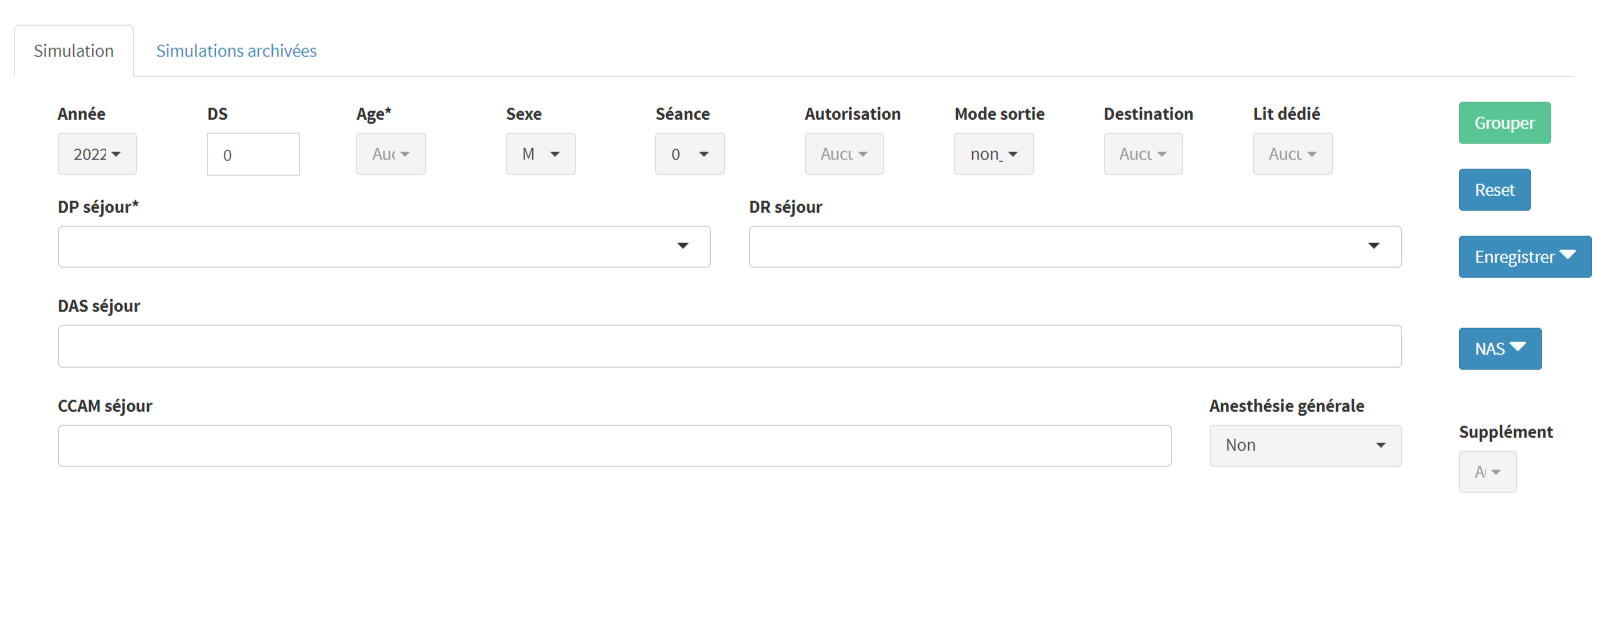 Simulation Simulations archivées
Année DS Age* Sexe Séance Autorisation Mode sortie Destination Lit dédié
2022 0 Auc M 0 Aucu non_ Aucu Aucu
Grouper
Reset
DP séjour* DR séjour
Enregistrer
DAS séjour
NAS
CCAM séjour Anesthésie générale
Non
Supplément
A